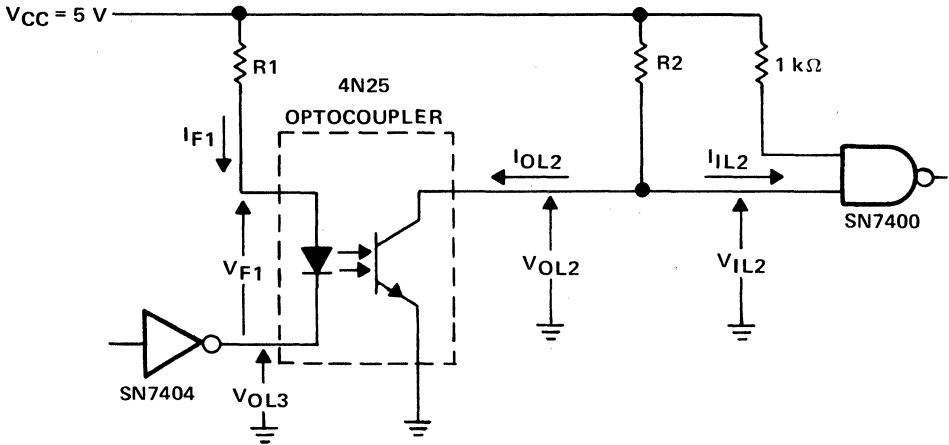 VCC = 5 V
R1
R2
1 kΩ
4N25
OPTOCOUPLER
IF1
IOL2
IIL2
SN7400
VF1
VOL2
VIL2
SN7404
VOL3